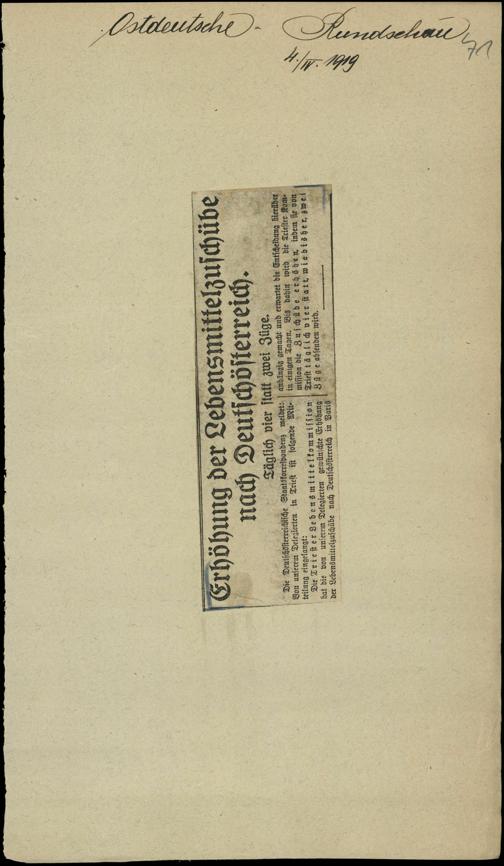 Ostdeutsche - Rundschau
71
4./IV. 1919
Erhöhung der Lebensmittelzuschübe
nach Deutschösterreich.
Täglich vier statt zwei Züge.
Die Deutschösterreichische Staatskorrespondenz meldet:
Von unserem Delegierten in Triest ist folgende Mit-
teilung eingelangt:
Die Triester Lebensmittelkommission
hat die von unserem Delegierten gewünschte Erhöhung
der Lebensmittelzuschübe nach Deutschösterreich in Paris
anhängig gemacht und erwartet die Entscheidung hierüber
in einigen Tagen. Bis dahin wird die Triester Kom-
mission die Zuschübe erhöhen, indem sie von
Triest täglich vier statt, wie bisher, zwei
Züge absenden wird.